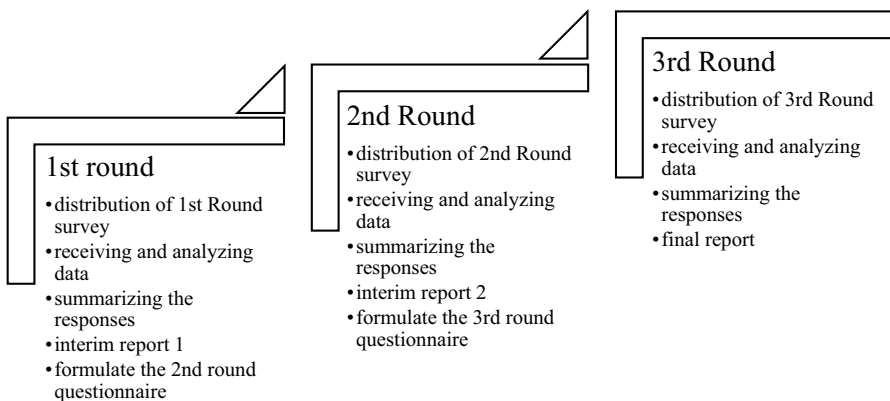 1st round
•distribution of 1st Round
survey
•receiving and analyzing
data
•summarizing the
responses
•interim report 1
•formulate the 2nd round
questionnaire
2nd Round
•distribution of 2nd Round
survey
•receiving and analyzing
data
•summarizing the
responses
•interim report 2
•formulate the 3rd round
questionnaire
3rd Round
•distribution of 3rd Round
survey
•receiving and analyzing
data
•summarizing the
responses
•final report